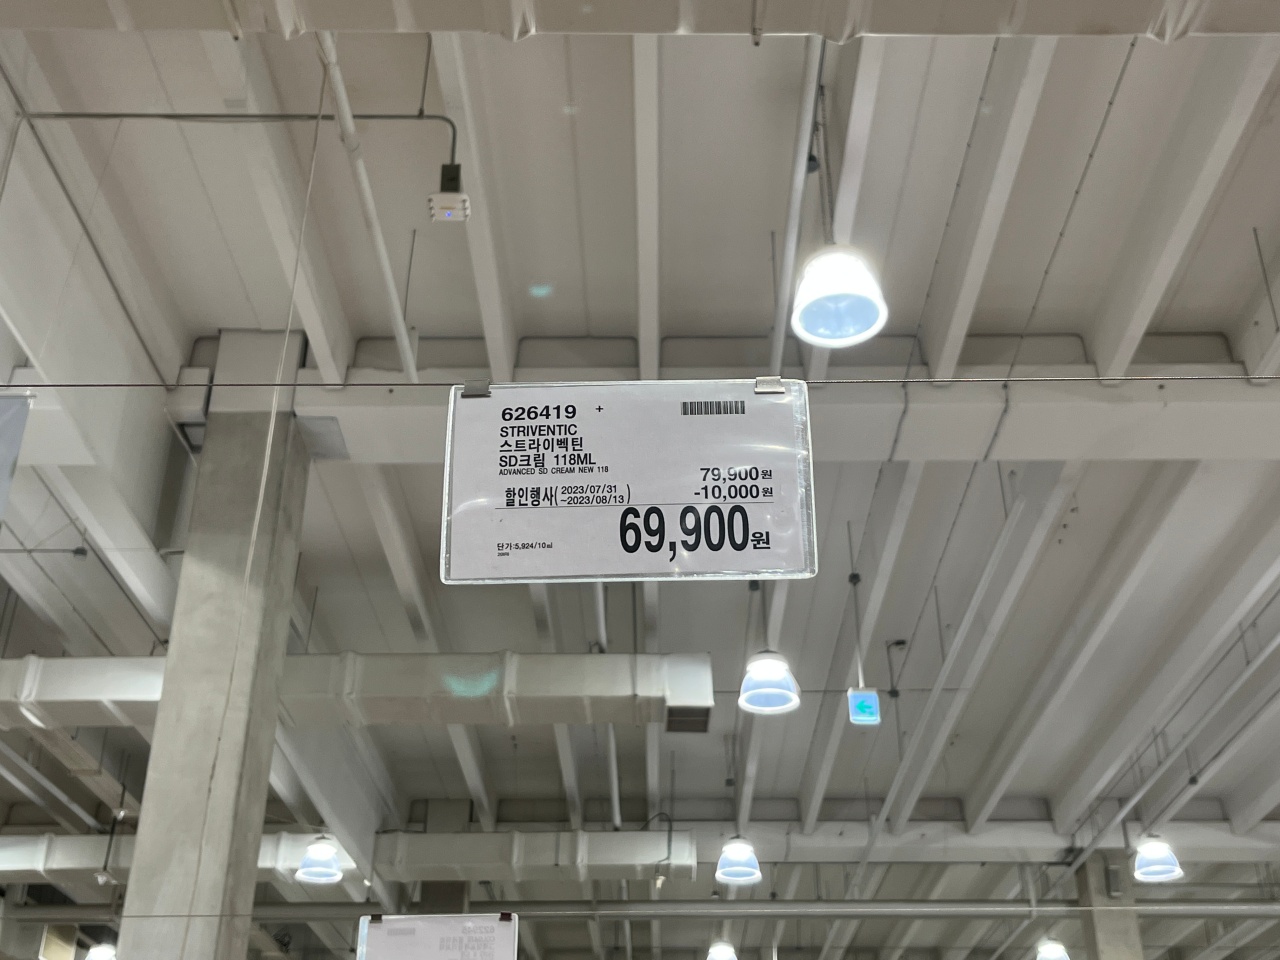 626419 +
STRIVENTIC
스트라이벡틴
SD크림 118ML
ADVANCED SD CREAM NEW 118
79,900원
할인행사( 2023/07/31 ~2023/08/13 ) -10,000원
69,900원
단가:5,924/10㎖